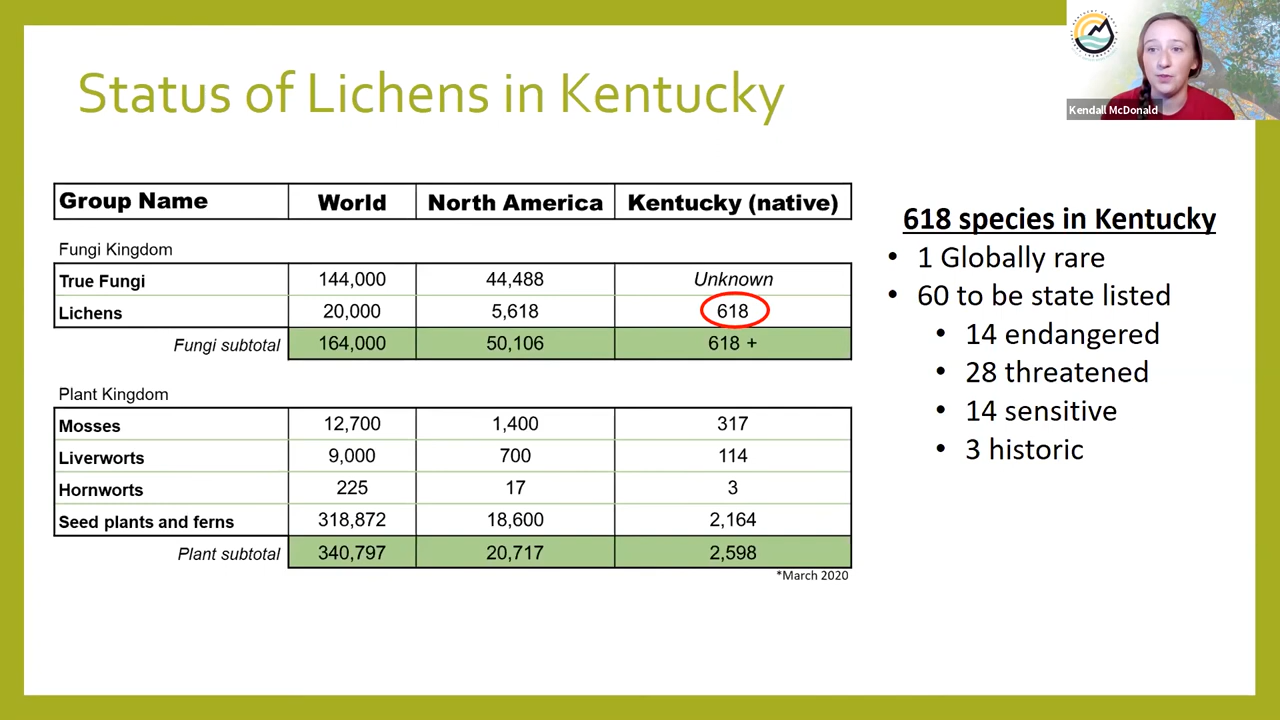 Status of Lichens in Kentucky
Kendall McDonald
Group Name World North America Kentucky (native)
Fungi Kingdom
True Fungi 144,000 44,488 Unknown
Lichens 20,000 5,618 618
Fungi subtotal 164,000 50,106 618 +
Plant Kingdom
Mosses 12,700 1,400 317
Liverworts 9,000 700 114
Hornworts 225 17 3
Seed plants and ferns 318,872 18,600 2,164
Plant subtotal 340,797 20,717 2,598
*March 2020
618 species in Kentucky
• 1 Globally rare
• 60 to be state listed
• 14 endangered
• 28 threatened
• 14 sensitive
• 3 historic